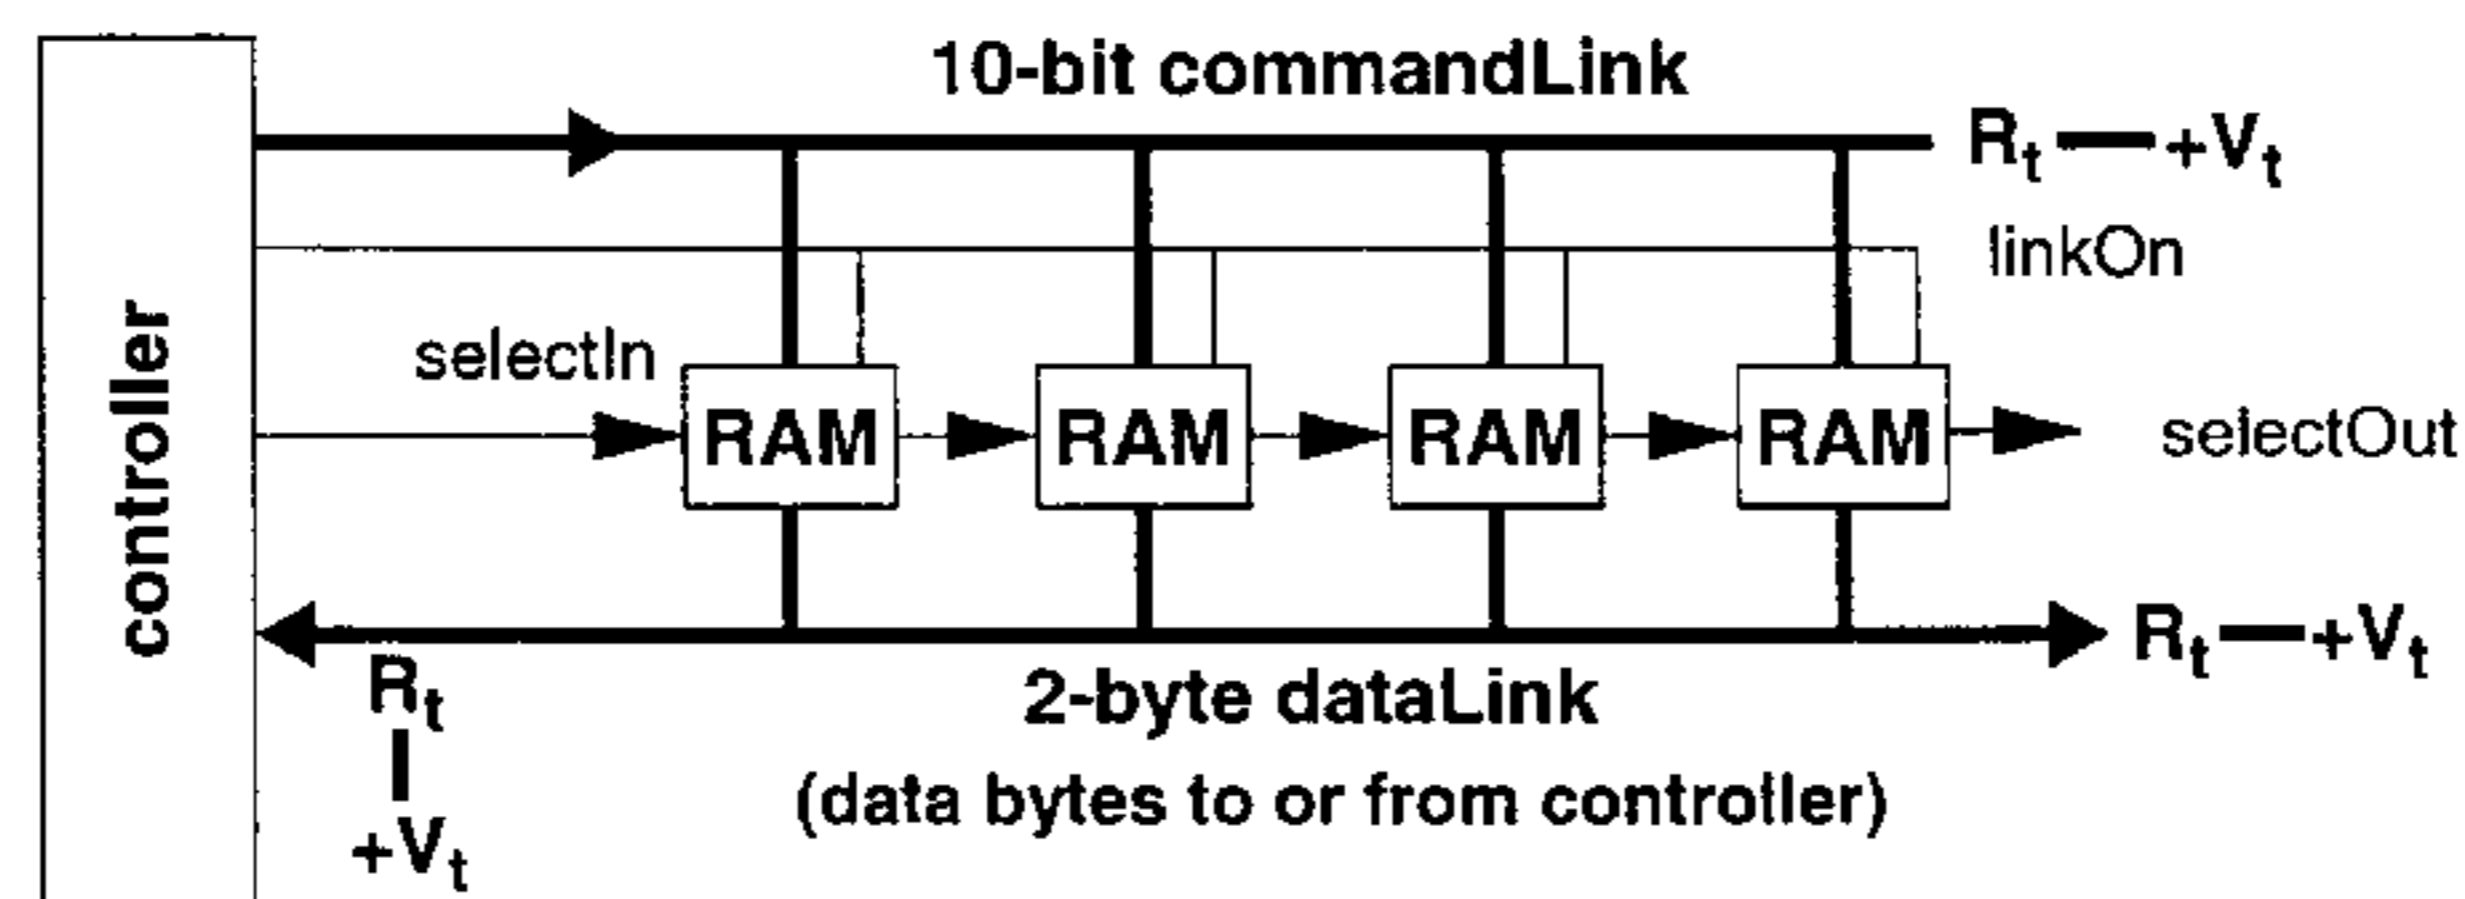 10-bit commandLink
Rt +Vt
linkOn
controller
selectIn
RAM RAM RAM RAM
selectOut
Rt +Vt
Rt
+Vt
2-byte dataLink
(data bytes to or from controller)